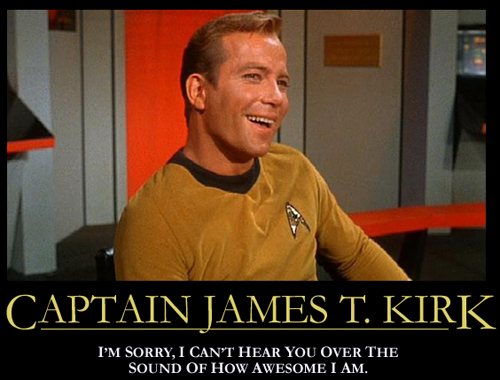 CAPTAIN JAMES T. KIRK
I'M SORRY, I CAN'T HEAR YOU OVER THE
SOUND OF HOW AWESOME I AM.